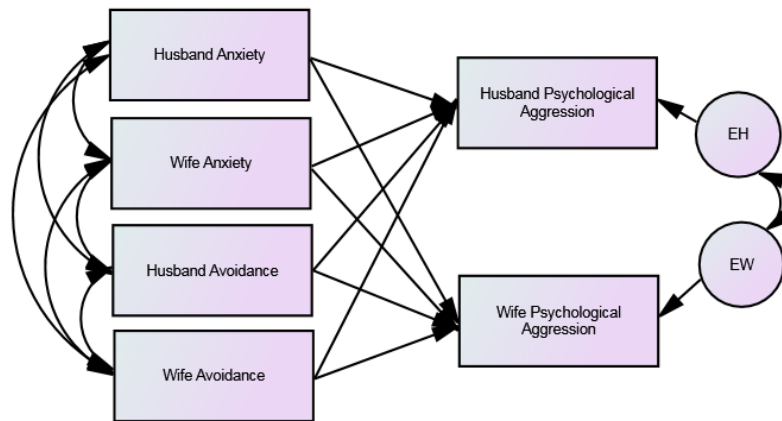 Husband Anxiety
Wife Anxiety
Husband Avoidance
Wife Avoidance
Husband Psychological
Aggression
Wife Psychological
Aggression
EH
EW